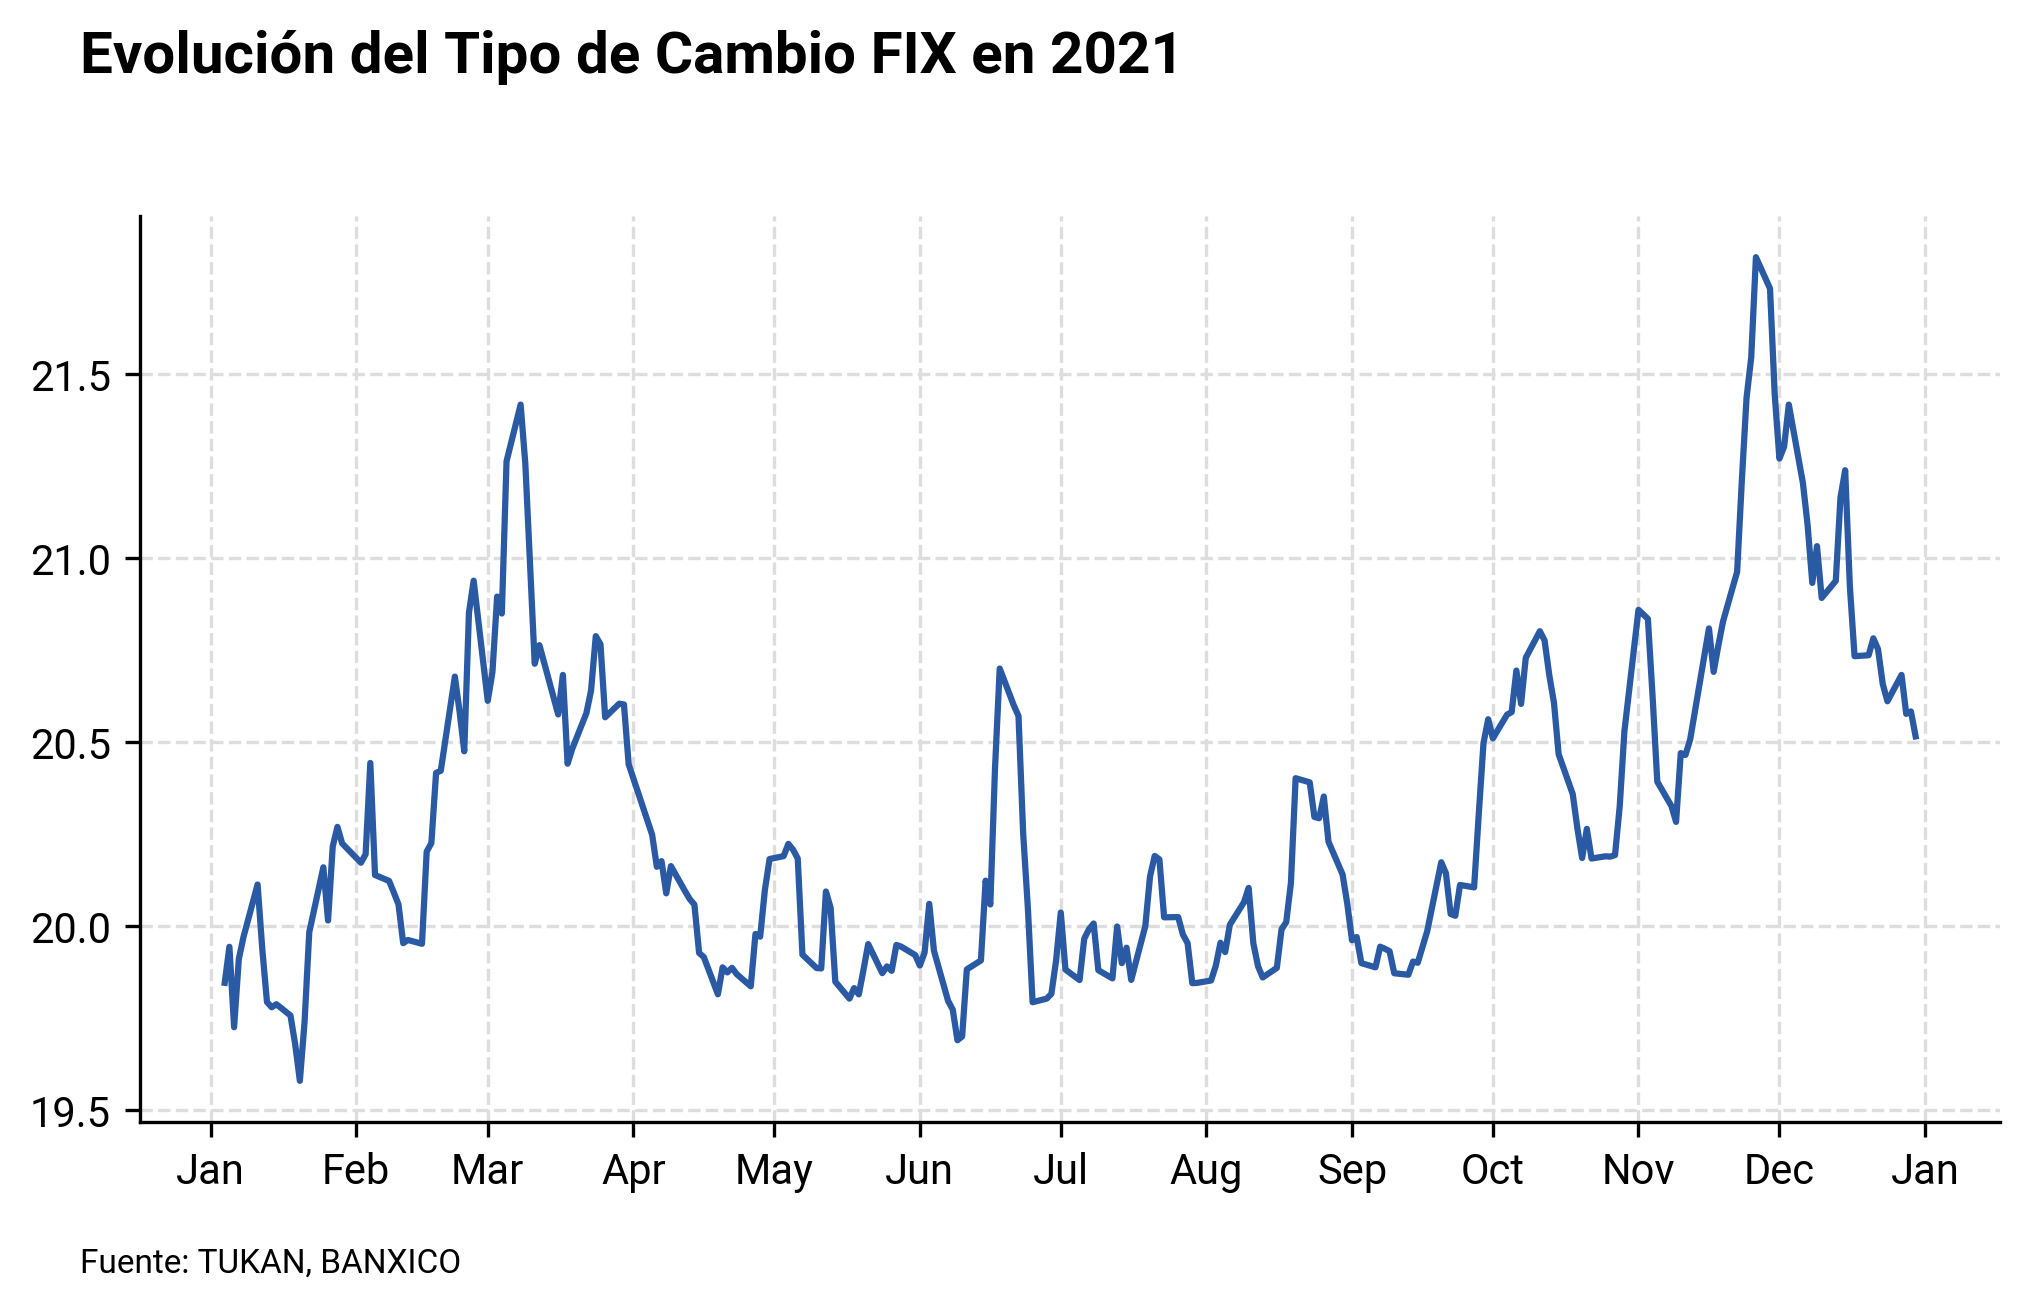 Evolución del Tipo de Cambio FIX en 2021
21.5
21.0
20.5
20.0
19.5
Jan Feb Mar Apr May Jun Jul Aug Sep Oct Nov Dec Jan
Fuente: TUKAN, BANXICO